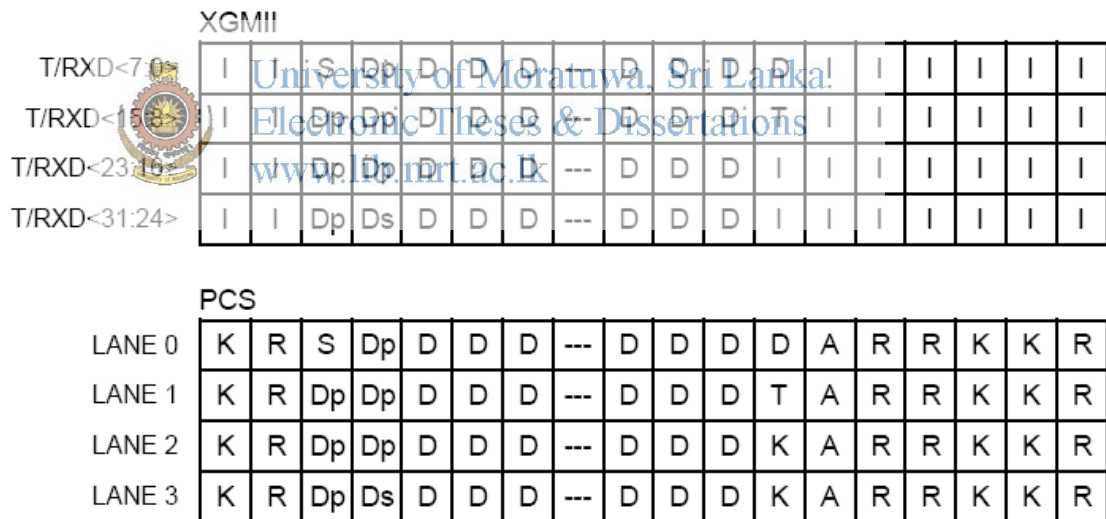 XGMII
T/RXD<7:0> I I S Dp D D D --- D D D D I I I I I I
University of Moratuwa, Sri Lanka.
T/RXD<15:8> I I Dp Dp D D D --- D D D T I I I I I I
Electronic Theses & Dissertations
T/RXD<23:16> I I Dp Dp D D D --- D D D I I I I I I I
www.lib.mrt.ac.lk
T/RXD<31:24> I I Dp Ds D D D --- D D D I I I I I I I
PCS
LANE 0 K R S Dp D D D --- D D D D A R R K K R
LANE 1 K R Dp Dp D D D --- D D D T A R R K K R
LANE 2 K R Dp Dp D D D --- D D D K A R R K K R
LANE 3 K R Dp Ds D D D --- D D D K A R R K K R